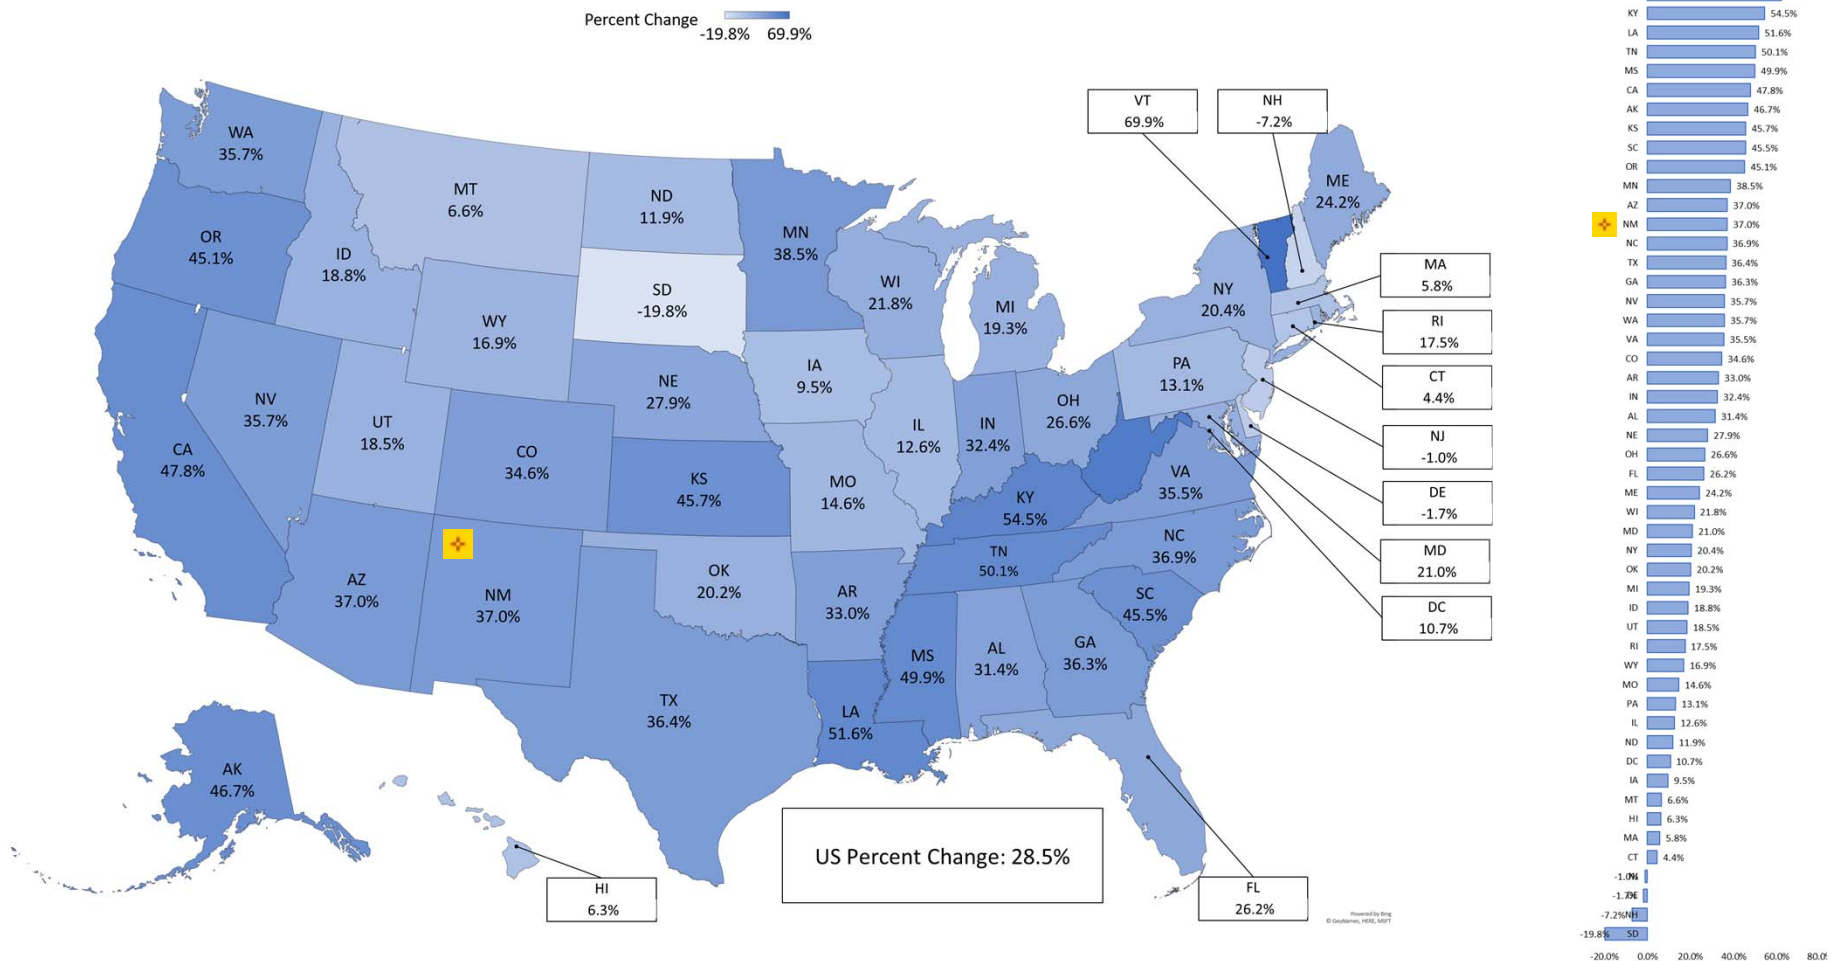 Percent Change
-19.8% 69.9%
WA
35.7%
OR
45.1%
CA
47.8%
NV
35.7%
ID
18.8%
MT
6.6%
WY
16.9%
UT
18.5%
CO
34.6%
AZ
37.0%
NM
37.0%
ND
11.9%
SD
-19.8%
NE
27.9%
KS
45.7%
OK
20.2%
TX
36.4%
MN
38.5%
IA
9.5%
MO
14.6%
AR
33.0%
LA
51.6%
WI
21.8%
IL
12.6%
MI
19.3%
IN
32.4%
OH
26.6%
KY
54.5%
TN
50.1%
MS
49.9%
AL
31.4%
GA
36.3%
SC
45.5%
NC
36.9%
VA
35.5%
PA
13.1%
NY
20.4%
ME
24.2%
VT
69.9%
NH
-7.2%
MA
5.8%
RI
17.5%
CT
4.4%
NJ
-1.0%
DE
-1.7%
MD
21.0%
DC
10.7%
FL
26.2%
AK
46.7%
HI
6.3%
US Percent Change: 28.5%
Powered by Bing
© GeoNames, HERE, MSFT
KY 54.5%
LA 51.6%
TN 50.1%
MS 49.9%
CA 47.8%
AK 46.7%
KS 45.7%
SC 45.5%
OR 45.1%
MN 38.5%
AZ 37.0%
NM 37.0%
NC 36.9%
TX 36.4%
GA 36.3%
NV 35.7%
WA 35.7%
VA 35.5%
CO 34.6%
AR 33.0%
IN 32.4%
AL 31.4%
NE 27.9%
OH 26.6%
FL 26.2%
ME 24.2%
WI 21.8%
MD 21.0%
NY 20.4%
OK 20.2%
MI 19.3%
ID 18.8%
UT 18.5%
RI 17.5%
WY 16.9%
MO 14.6%
PA 13.1%
IL 12.6%
ND 11.9%
DC 10.7%
IA 9.5%
MT 6.6%
HI 6.3%
MA 5.8%
CT 4.4%
-1.0% NJ
-1.7% DE
-7.2% NH
-19.8% SD
-20.0% 0.0% 20.0% 40.0% 60.0% 80.0